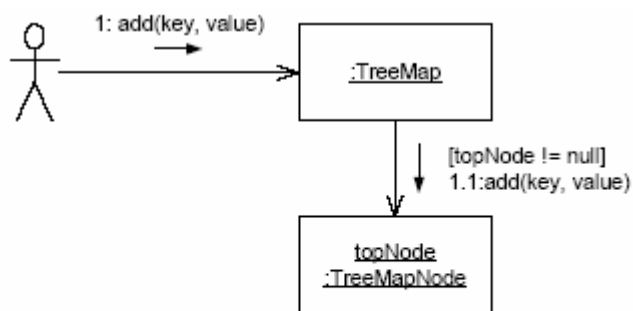 1: add(key, value)
:TreeMap
[topNode != null]
1.1:add(key, value)
topNode
:TreeMapNode